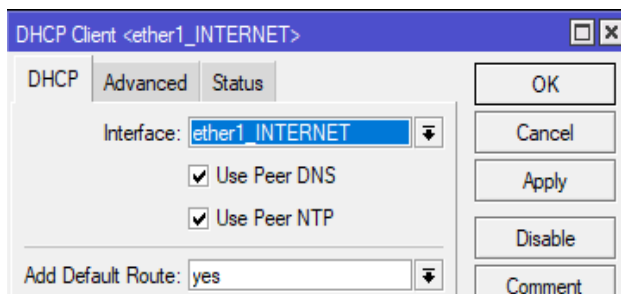 DHCP Client <ether1_INTERNET>
DHCP Advanced Status
OK
Interface: ether1_INTERNET
Cancel
Use Peer DNS
Apply
Use Peer NTP
Disable
Add Default Route: yes
Comment